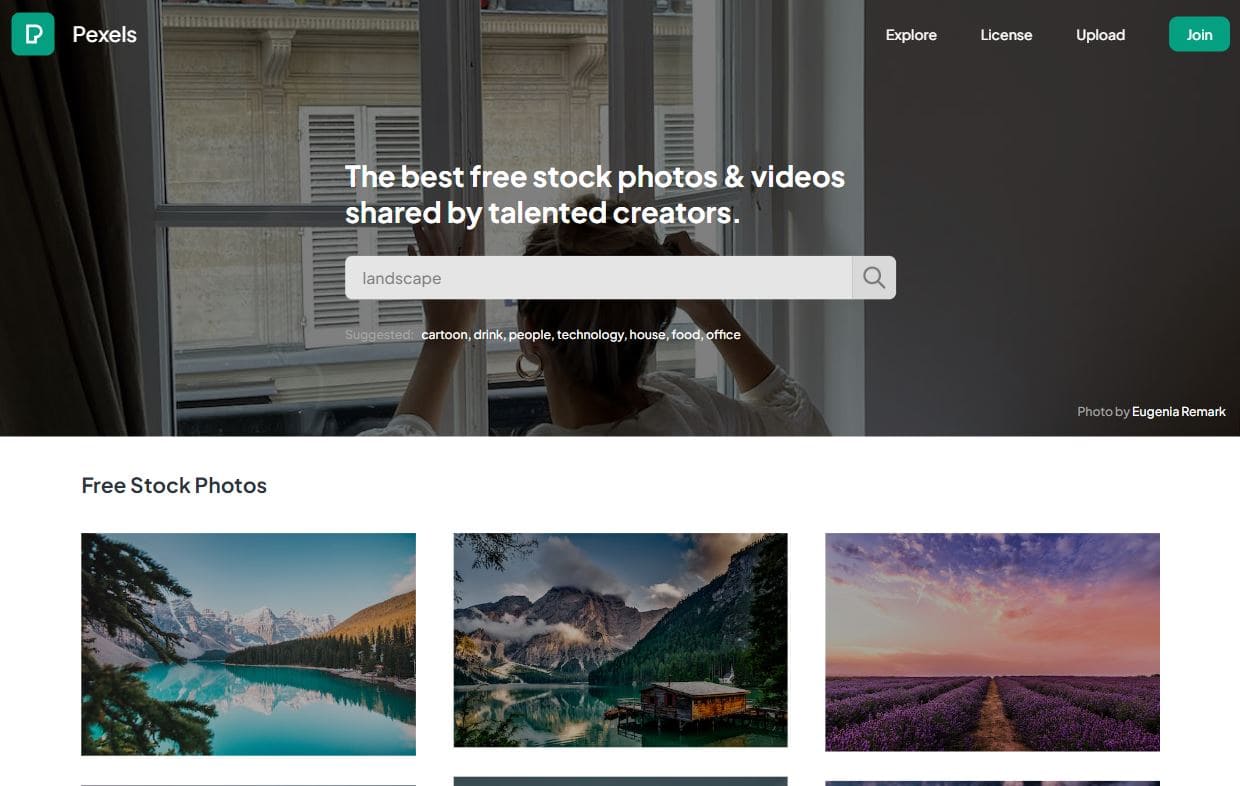 Pexels
Explore
License
Upload
Join
The best free stock photos & videos
shared by talented creators.
landscape
Suggested: cartoon, drink, people, technology, house, food, office
Photo by Eugenia Remark
Free Stock Photos